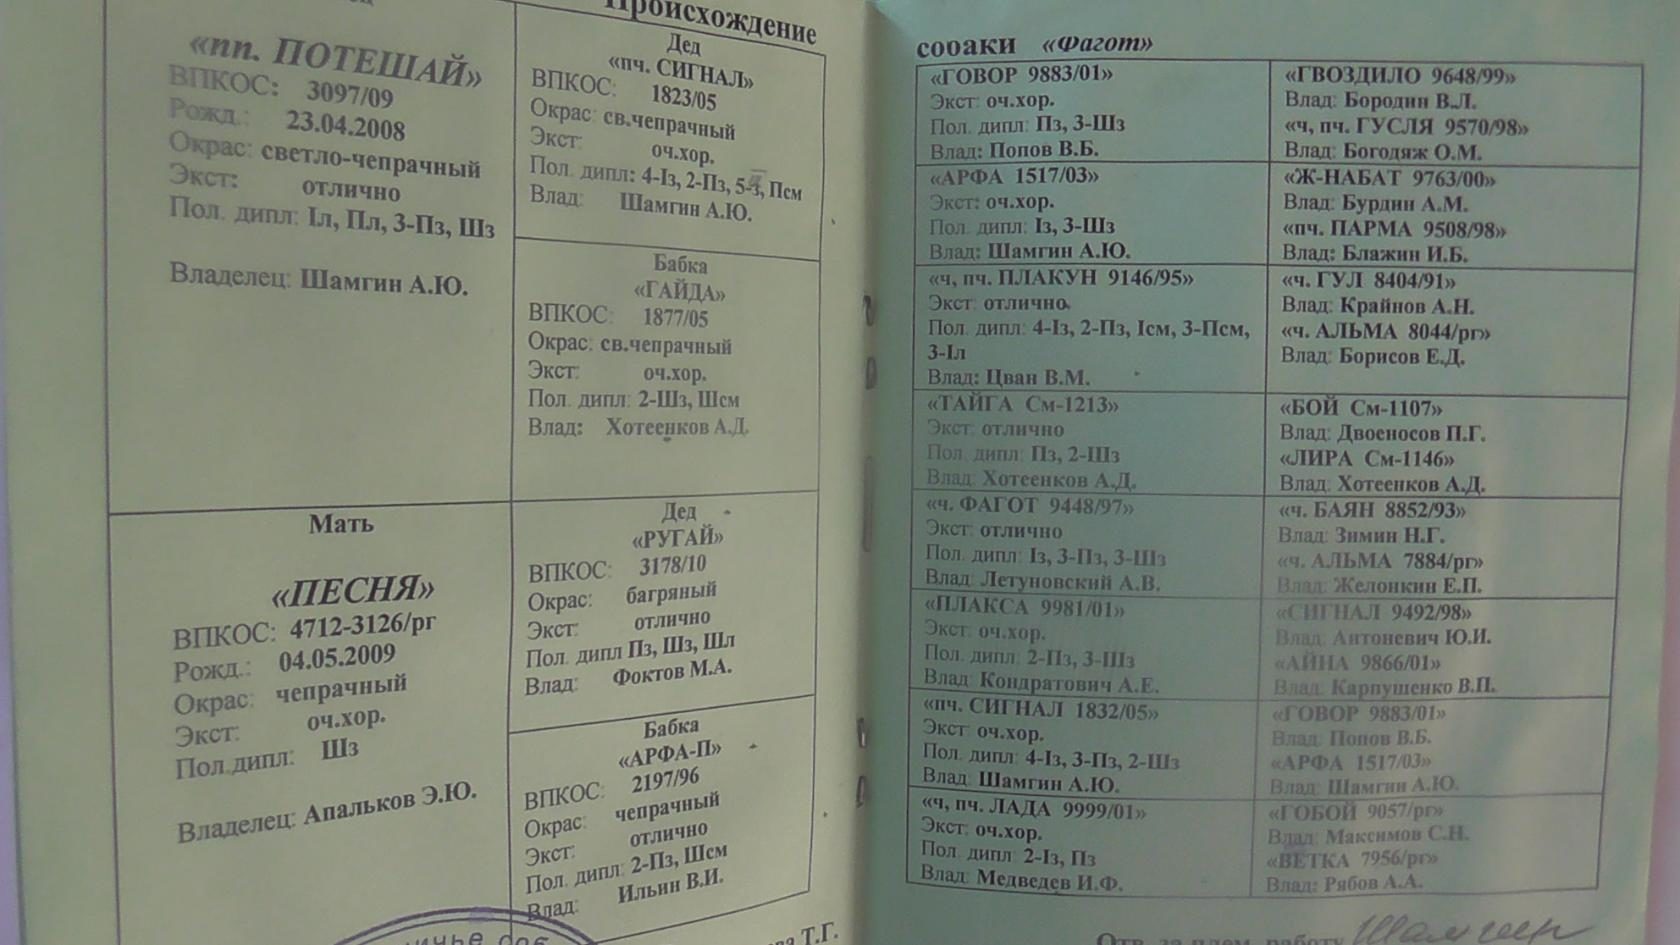 Происхождение
«пп. ПОТЕШАЙ»
ВПКОС: 3097/09
Рожд.: 23.04.2008
Окрас: светло-чепрачный
Экст: отлично
Пол. дипл: Iл, Пл, 3-Пз, Шз
Владелец: Шамгин А.Ю.
Дед
«пч. СИГНАЛ»
ВПКОС: 1823/05
Окрас: св.чепрачный
Экст: оч.хор.
Пол. дипл: 4-Iз, 2-Пз, 5-з, Псм
Влад: Шамгин А.Ю.
Бабка
«ГАЙДА»
ВПКОС: 1877/05
Окрас: св.чепрачный
Экст: оч.хор.
Пол. дипл: 2-Шз, Шсм
Влад: Хотеенков А.Д.
Мать
«ПЕСНЯ»
ВПКОС: 4712-3126/рг
Рожд.: 04.05.2009
Окрас: чепрачный
Экст: оч.хор.
Пол.дипл: Шз
Владелец: Апальков Э.Ю.
Дед
«РУГАЙ»
ВПКОС: 3178/10
Окрас: багряный
Экст: отлично
Пол. дипл Пз, Шз, Шл
Влад: Фоктов М.А.
Бабка
«АРФА-П»
ВПКОС: 2197/96
Окрас: чепрачный
Экст: отлично
Пол. дипл: 2-Пз, Шсм
Влад: Ильин В.И.
Т.Г.
собаки «Фагот»
«ГОВОР 9883/01»
Экст: оч.хор.
Пол. дипл: Пз, 3-Шз
Влад: Попов В.Б.
«ГВОЗДИЛО 9648/99»
Влад: Бородин В.Л.
«ч, пч. ГУСЛЯ 9570/98»
Влад: Богодяж О.М.
«АРФА 1517/03»
Экст: оч.хор.
Пол. дипл: Iз, 3-Шз
Влад: Шамгин А.Ю.
«Ж-НАБАТ 9763/00»
Влад: Бурдин А.М.
«пч. ПАРМА 9508/98»
Влад: Блажин И.Б.
«ч, пч. ПЛАКУН 9146/95»
Экст: отлично
Пол. дипл: 4-Iз, 2-Пз, Iсм, 3-Псм,
3-Iл
Влад: Цван В.М.
«ч. ГУЛ 8404/91»
Влад: Крайнов А.Н.
«ч. АЛЬМА 8044/рг»
Влад: Борисов Е.Д.
«ТАЙГА См-1213»
Экст: отлично
Пол. дипл: Пз, 2-Шз
Влад: Хотеенков А.Д.
«БОЙ См-1107»
Влад: Двоеносов П.Г.
«ЛИРА См-1146»
Влад: Хотеенков А.Д.
«ч. ФАГОТ 9448/97»
Экст: отлично
Пол. дипл: Iз, 3-Пз, 3-Шз
Влад: Летуновский А.В.
«ч. БАЯН 8852/93»
Влад: Зимин Н.Г.
«ч. АЛЬМА 7884/рг»
Влад: Желонкин Е.П.
«ПЛАКСА 9981/01»
Экст: оч.хор.
Пол. дипл: 2-Пз, 3-Шз
Влад: Кондратович А.Е.
«СИГНАЛ 9492/98»
Влад: Антоневич Ю.И.
«АЙНА 9866/01»
Влад: Карпушенко В.П.
«пч. СИГНАЛ 1832/05»
Экст: оч.хор.
Пол. дипл: 4-Iз, 3-Пз, 2-Шз
Влад: Шамгин А.Ю.
«ГОВОР 9883/01»
Влад: Попов В.Б.
«АРФА 1517/03»
Влад: Шамгин А.Ю.
«ч, пч. ЛАДА 9999/01»
Экст: оч.хор.
Пол. дипл: 2-Iз, Пз
Влад: Медведев И.Ф.
«ГОБОЙ 9057/рг»
Влад: Максимов С.Н.
«ВЕТКА 7956/рг»
Влад: Рябов А.А.
Отв. за плем. работу Шамгин